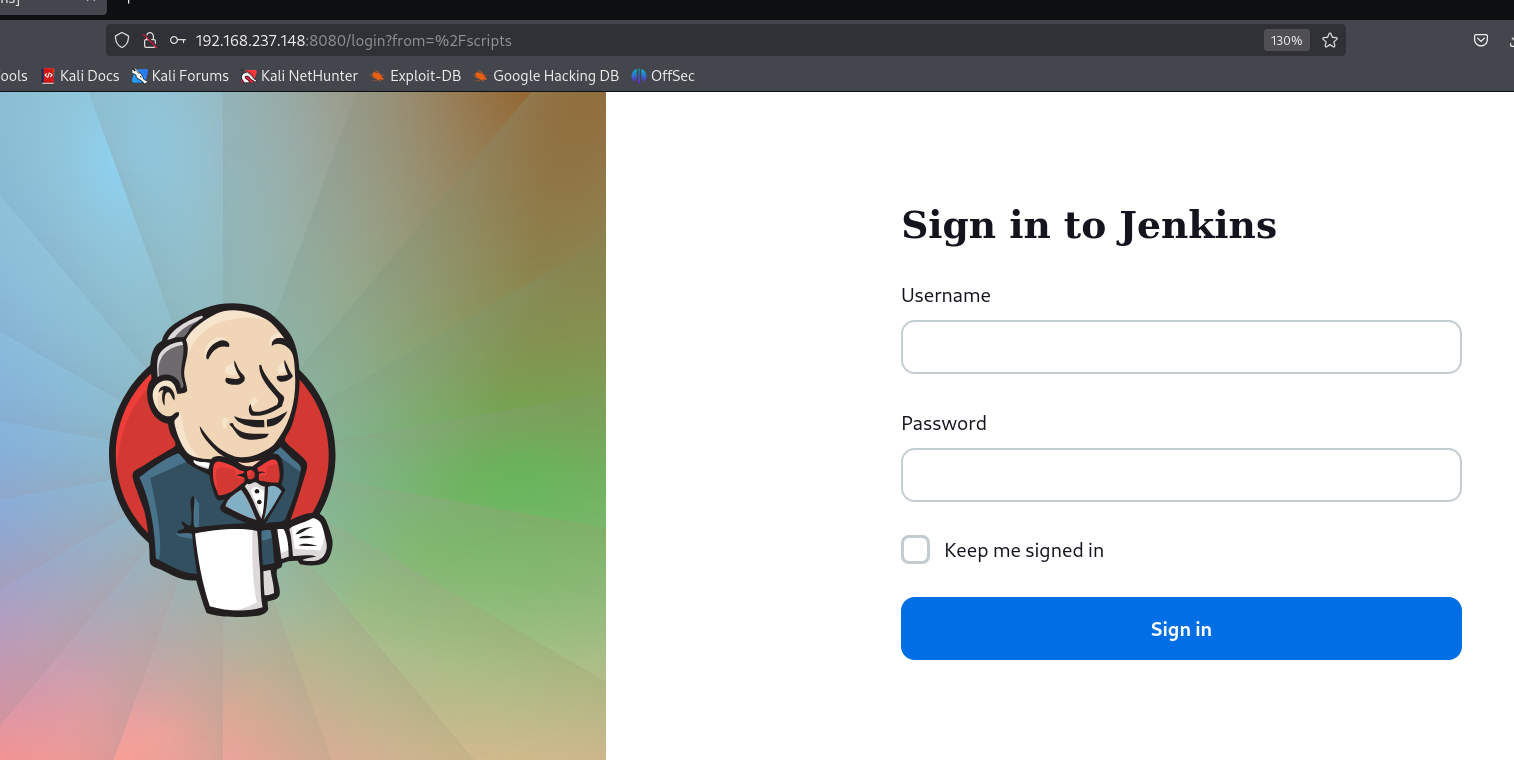 192.168.237.148:8080/login?from=%2Fscripts 130%
ools Kali Docs Kali Forums Kali NetHunter Exploit-DB Google Hacking DB OffSec
Sign in to Jenkins
Username
Password
Keep me signed in
Sign in